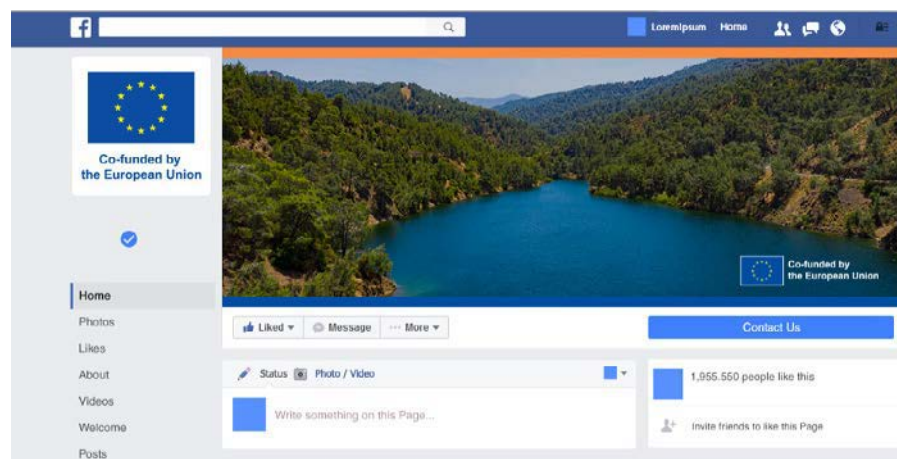 f
Loremipsum Home
Co-funded by
the European Union
Co-funded by
the European Union
Home
Photos
Likes
About
Videos
Welcome
Posts
Liked
Message
More
Contact Us
Status
Photo / Video
Write something on this Page...
1,955.550 people like this
Invite friends to like this Page